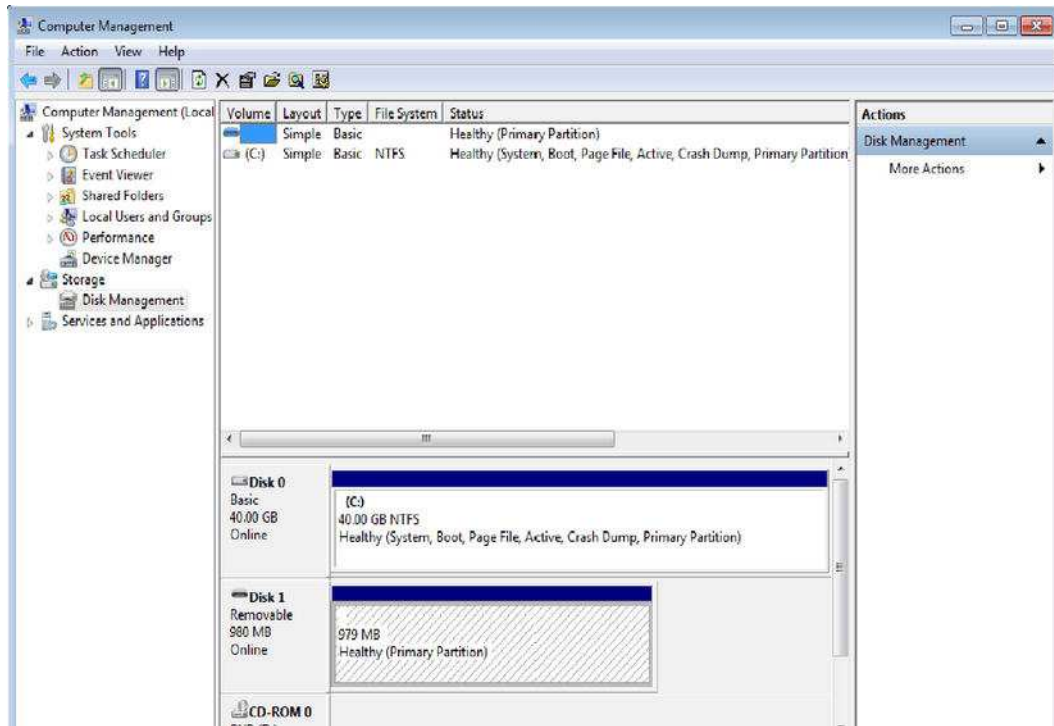 Computer Management
File Action View Help
Computer Management (Local
System Tools
Task Scheduler
Event Viewer
Shared Folders
Local Users and Groups
Performance
Device Manager
Storage
Disk Management
Services and Applications
Volume Layout Type File System Status
Simple Basic Healthy (Primary Partition)
(C:) Simple Basic NTFS Healthy (System, Boot, Page File, Active, Crash Dump, Primary Partition
Disk 0
Basic
40.00 GB
Online
(C:)
40.00 GB NTFS
Healthy (System, Boot, Page File, Active, Crash Dump, Primary Partition)
Disk 1
Removable
980 MB
Online
979 MB
Healthy (Primary Partition)
CD-ROM 0
Actions
Disk Management
More Actions